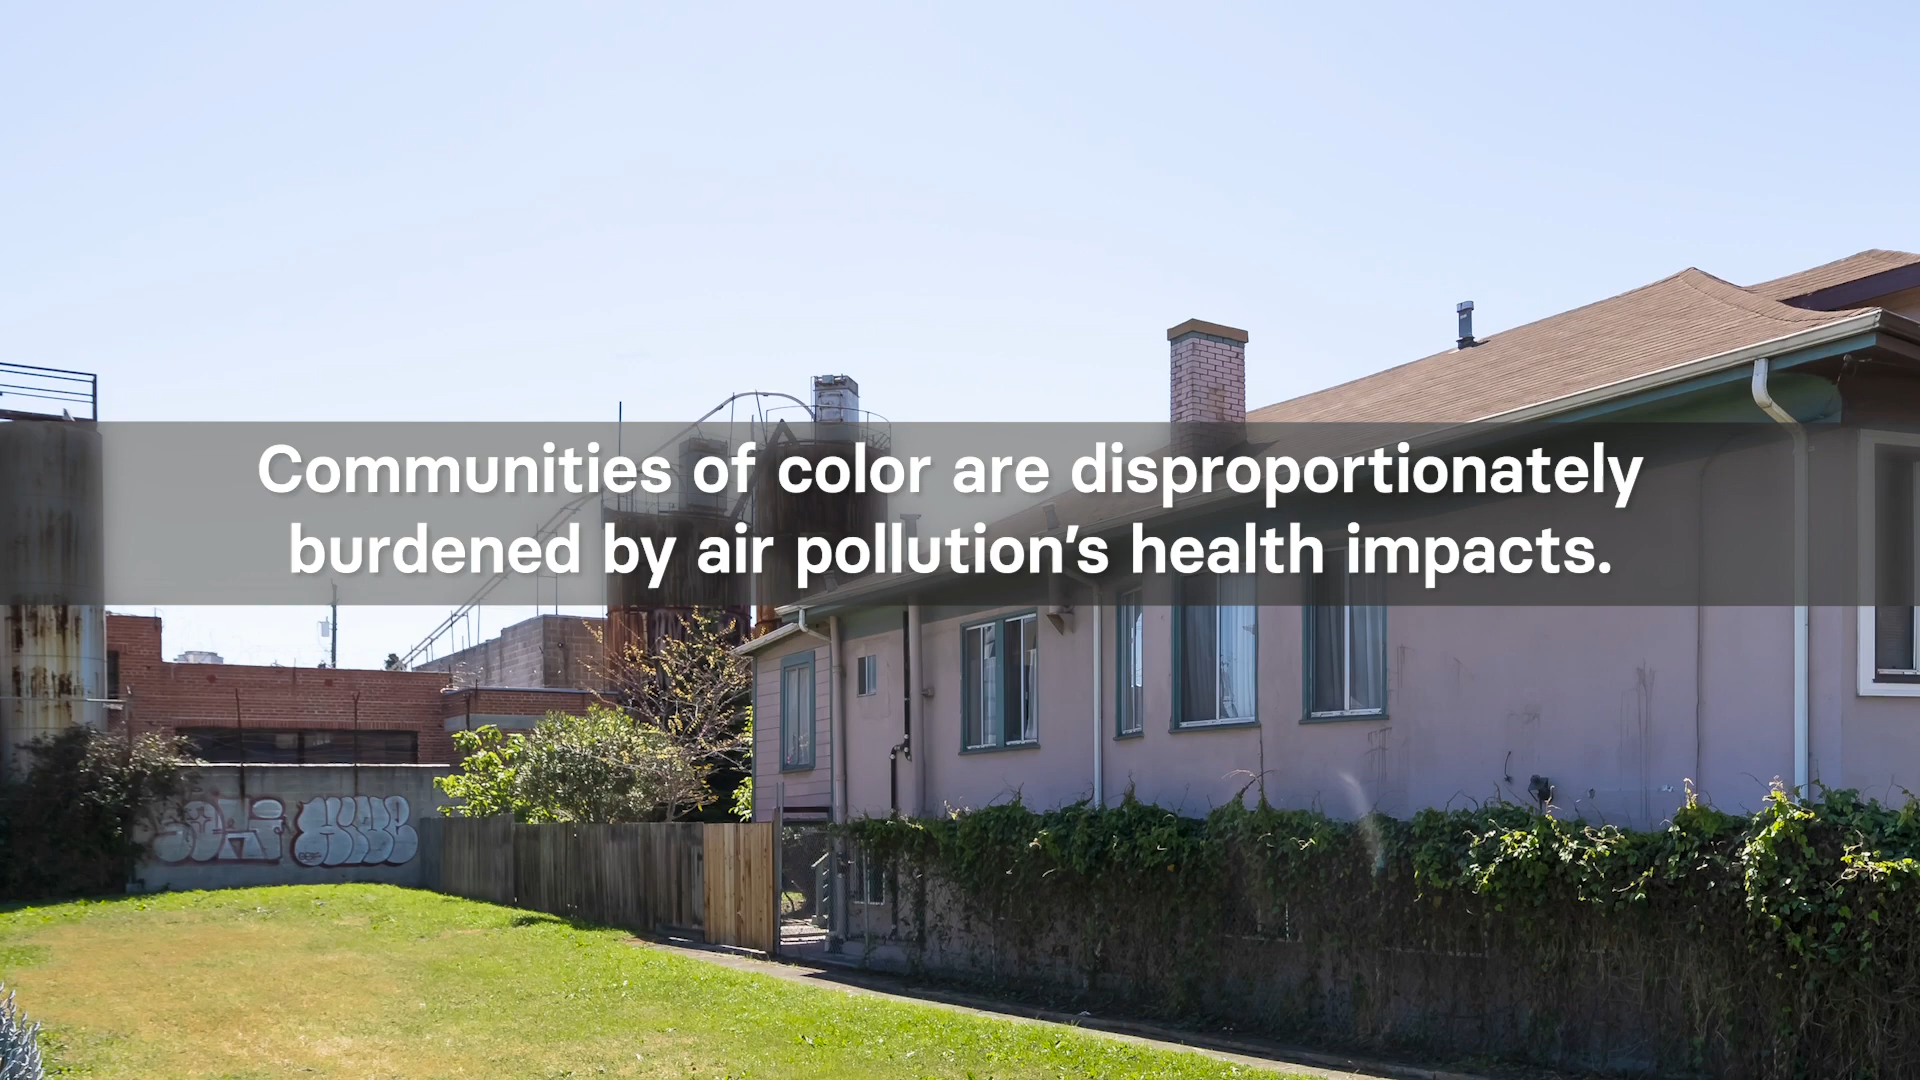 Communities of color are disproportionately
burdened by air pollution’s health impacts.